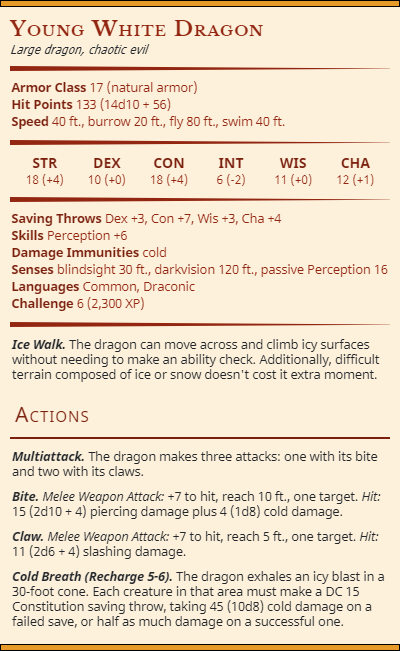 Young White Dragon
Large dragon, chaotic evil
Armor Class 17 (natural armor)
Hit Points 133 (14d10 + 56)
Speed 40 ft., burrow 20 ft., fly 80 ft., swim 40 ft.
STR DEX CON INT WIS CHA
18 (+4) 10 (+0) 18 (+4) 6 (-2) 11 (+0) 12 (+1)
Saving Throws Dex +3, Con +7, Wis +3, Cha +4
Skills Perception +6
Damage Immunities cold
Senses blindsight 30 ft., darkvision 120 ft., passive Perception 16
Languages Common, Draconic
Challenge 6 (2,300 XP)
Ice Walk. The dragon can move across and climb icy surfaces
without needing to make an ability check. Additionally, difficult
terrain composed of ice or snow doesn't cost it extra moment.
Actions
Multiattack. The dragon makes three attacks: one with its bite
and two with its claws.
Bite. Melee Weapon Attack: +7 to hit, reach 10 ft., one target. Hit:
15 (2d10 + 4) piercing damage plus 4 (1d8) cold damage.
Claw. Melee Weapon Attack: +7 to hit, reach 5 ft., one target. Hit:
11 (2d6 + 4) slashing damage.
Cold Breath (Recharge 5-6). The dragon exhales an icy blast in a
30-foot cone. Each creature in that area must make a DC 15
Constitution saving throw, taking 45 (10d8) cold damage on a
failed save, or half as much damage on a successful one.